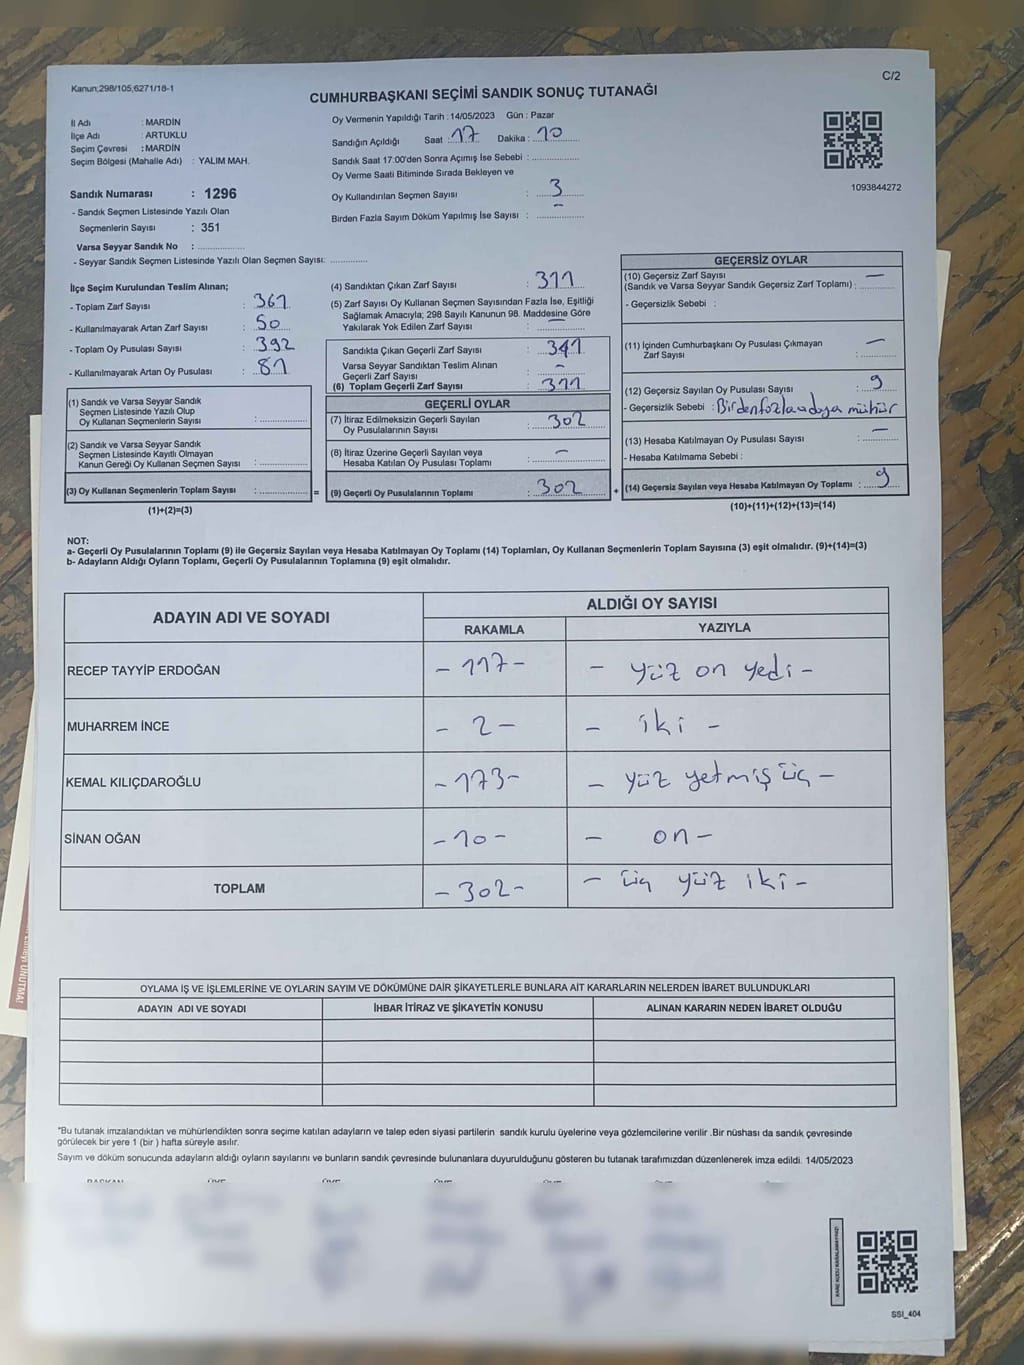 C/2
Kanun;298/105,6271/18-1
CUMHURBAŞKANI SEÇİMİ SANDIK SONUÇ TUTANAĞI
İl Adı : MARDİN
İlçe Adı : ARTUKLU
Seçim Çevresi : MARDİN
Seçim Bölgesi (Mahalle Adı) : YALIM MAH.
Sandık Numarası : 1296
- Sandık Seçmen Listesinde Yazılı Olan
Seçmenlerin Sayısı : 351
Varsa Seyyar Sandık No : ..............
- Seyyar Sandık Seçmen Listesinde Yazılı Olan Seçmen Sayısı: ............
Oy Vermenin Yapıldığı Tarih : 14/05/2023 Gün : Pazar
Sandığın Açıldığı Saat : 17 Dakika : 10
Sandık Saat 17:00'den Sonra Açımış İse Sebebi : ..............
Oy Verme Saati Bitiminde Sırada Bekleyen ve
Oy Kullandırılan Seçmen Sayısı : 3
Birden Fazla Sayım Döküm Yapılmış İse Sayısı : –
1093844272
İlçe Seçim Kurulundan Teslim Alınan;
- Toplam Zarf Sayısı : 361
- Kullanılmayarak Artan Zarf Sayısı : 50
- Toplam Oy Pusulası Sayısı : 392
- Kullanılmayarak Artan Oy Pusulası : 81
(1) Sandık ve Varsa Seyyar Sandık
Seçmen Listesinde Yazılı Olup
Oy Kullanan Seçmenlerin Sayısı : ..............
(2) Sandık ve Varsa Seyyar Sandık
Seçmen Listesinde Kayıtlı Olmayan
Kanun Gereği Oy Kullanan Seçmen Sayısı : ..............
(3) Oy Kullanan Seçmenlerin Toplam Sayısı : ..............
(1)+(2)=(3)
(4) Sandıktan Çıkan Zarf Sayısı : 311
(5) Zarf Sayısı Oy Kullanan Seçmen Sayısından Fazla İse, Eşitliği
Sağlamak Amacıyla; 298 Sayılı Kanunun 98. Maddesine Göre
Yakılarak Yok Edilen Zarf Sayısı : –
Sandıkta Çıkan Geçerli Zarf Sayısı : 311
Varsa Seyyar Sandıktan Teslim Alınan
Geçerli Zarf Sayısı : –
(6) Toplam Geçerli Zarf Sayısı : 311
GEÇERLİ OYLAR
(7) İtiraz Edilmeksizin Geçerli Sayılan
Oy Pusulalarının Sayısı : 302
(8) İtiraz Üzerine Geçerli Sayılan veya
Hesaba Katılan Oy Pusulası Toplamı : –
= (9) Geçerli Oy Pusulalarının Toplamı : 302
GEÇERSİZ OYLAR
(10) Geçersiz Zarf Sayısı –
(Sandık ve Varsa Seyyar Sandık Geçersiz Zarf Toplamı) : ............
- Geçersizlik Sebebi :
(11) İçinden Cumhurbaşkanı Oy Pusulası Çıkmayan
Zarf Sayısı : –
(12) Geçersiz Sayılan Oy Pusulası Sayısı : 9
- Geçersizlik Sebebi : Birden fazla adaya mühür
(13) Hesaba Katılmayan Oy Pusulası Sayısı : –
- Hesaba Katılmama Sebebi :
+ (14) Geçersiz Sayılan veya Hesaba Katılmayan Oy Toplamı : 9
(10)+(11)+(12)+(13)=(14)
NOT:
a- Geçerli Oy Pusulalarının Toplamı (9) ile Geçersiz Sayılan veya Hesaba Katılmayan Oy Toplamı (14) Toplamları, Oy Kullanan Seçmenlerin Toplam Sayısına (3) eşit olmalıdır. (9)+(14)=(3)
b- Adayların Aldığı Oyların Toplamı, Geçerli Oy Pusulalarının Toplamına (9) eşit olmalıdır.
ADAYIN ADI VE SOYADI
ALDIĞI OY SAYISI
RAKAMLA YAZIYLA
RECEP TAYYİP ERDOĞAN – 117 – – yüz on yedi –
MUHARREM İNCE – 2 – – iki –
KEMAL KILIÇDAROĞLU – 173 – – yüz yetmiş üç –
SİNAN OĞAN – 10 – – on –
TOPLAM – 302 – – üç yüz iki –
OYLAMA İŞ VE İŞLEMLERİNE VE OYLARIN SAYIM VE DÖKÜMÜNE DAİR ŞİKAYETLERLE BUNLARA AİT KARARLARIN NELERDEN İBARET BULUNDUKLARI
ADAYIN ADI VE SOYADI İHBAR İTİRAZ VE ŞİKAYETİN KONUSU ALINAN KARARIN NEDEN İBARET OLDUĞU
*Bu tutanak imzalandıktan ve mühürlendikten sonra seçime katılan adayların ve talep eden siyasi partilerin sandık kurulu üyelerine veya gözlemcilerine verilir .Bir nüshası da sandık çevresinde
görülecek bir yere 1 (bir ) hafta süreyle asılır.
Sayım ve döküm sonucunda adayların aldığı oyların sayılarını ve bunların sandık çevresinde bulunanlara duyurulduğunu gösteren bu tutanak tarafımızdan düzenlenerek imza edildi. 14/05/2023
SSI_404
UNUTMA!